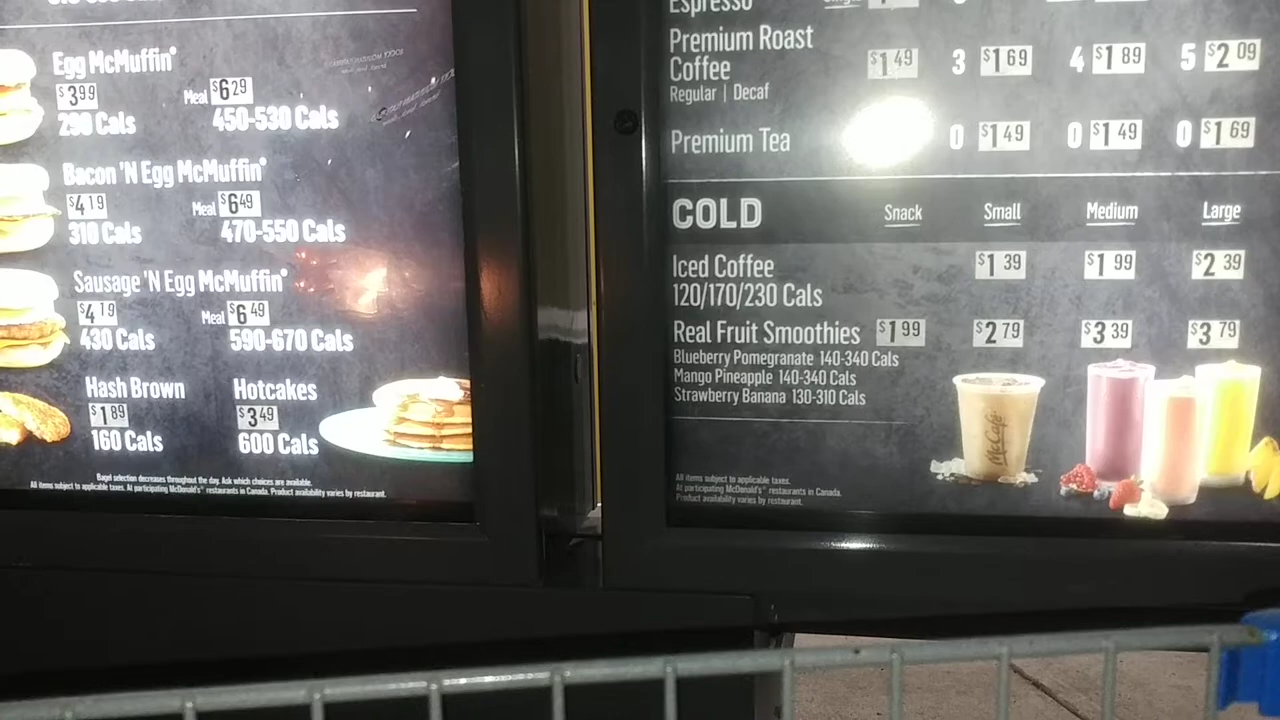 Egg McMuffin®
$3 99 Meal $6 29
290 Cals 450-530 Cals
Bacon 'N Egg McMuffin®
$4 19 Meal $6 49
310 Cals 470-550 Cals
Sausage 'N Egg McMuffin®
$4 19 Meal $6 49
430 Cals 590-670 Cals
Hash Brown Hotcakes
$1 89 $3 49
160 Cals 600 Cals
Bagel selection decreases throughout the day. Ask which choices are available.
All items subject to applicable taxes. At participating McDonald's® restaurants in Canada. Product availability varies by restaurant.
Espresso
Premium Roast
Coffee $1 49 3 $1 69 4 $1 89 5 $2 09
Regular | Decaf
Premium Tea 0 $1 49 0 $1 49 0 $1 69
COLD Snack Small Medium Large
Iced Coffee $1 39 $1 99 $2 39
120/170/230 Cals
Real Fruit Smoothies $1 99 $2 79 $3 39 $3 79
Blueberry Pomegranate 140-340 Cals
Mango Pineapple 140-340 Cals
Strawberry Banana 130-310 Cals
McCafé
All items subject to applicable taxes.
At participating McDonald's® restaurants in Canada.
Product availability varies by restaurant.